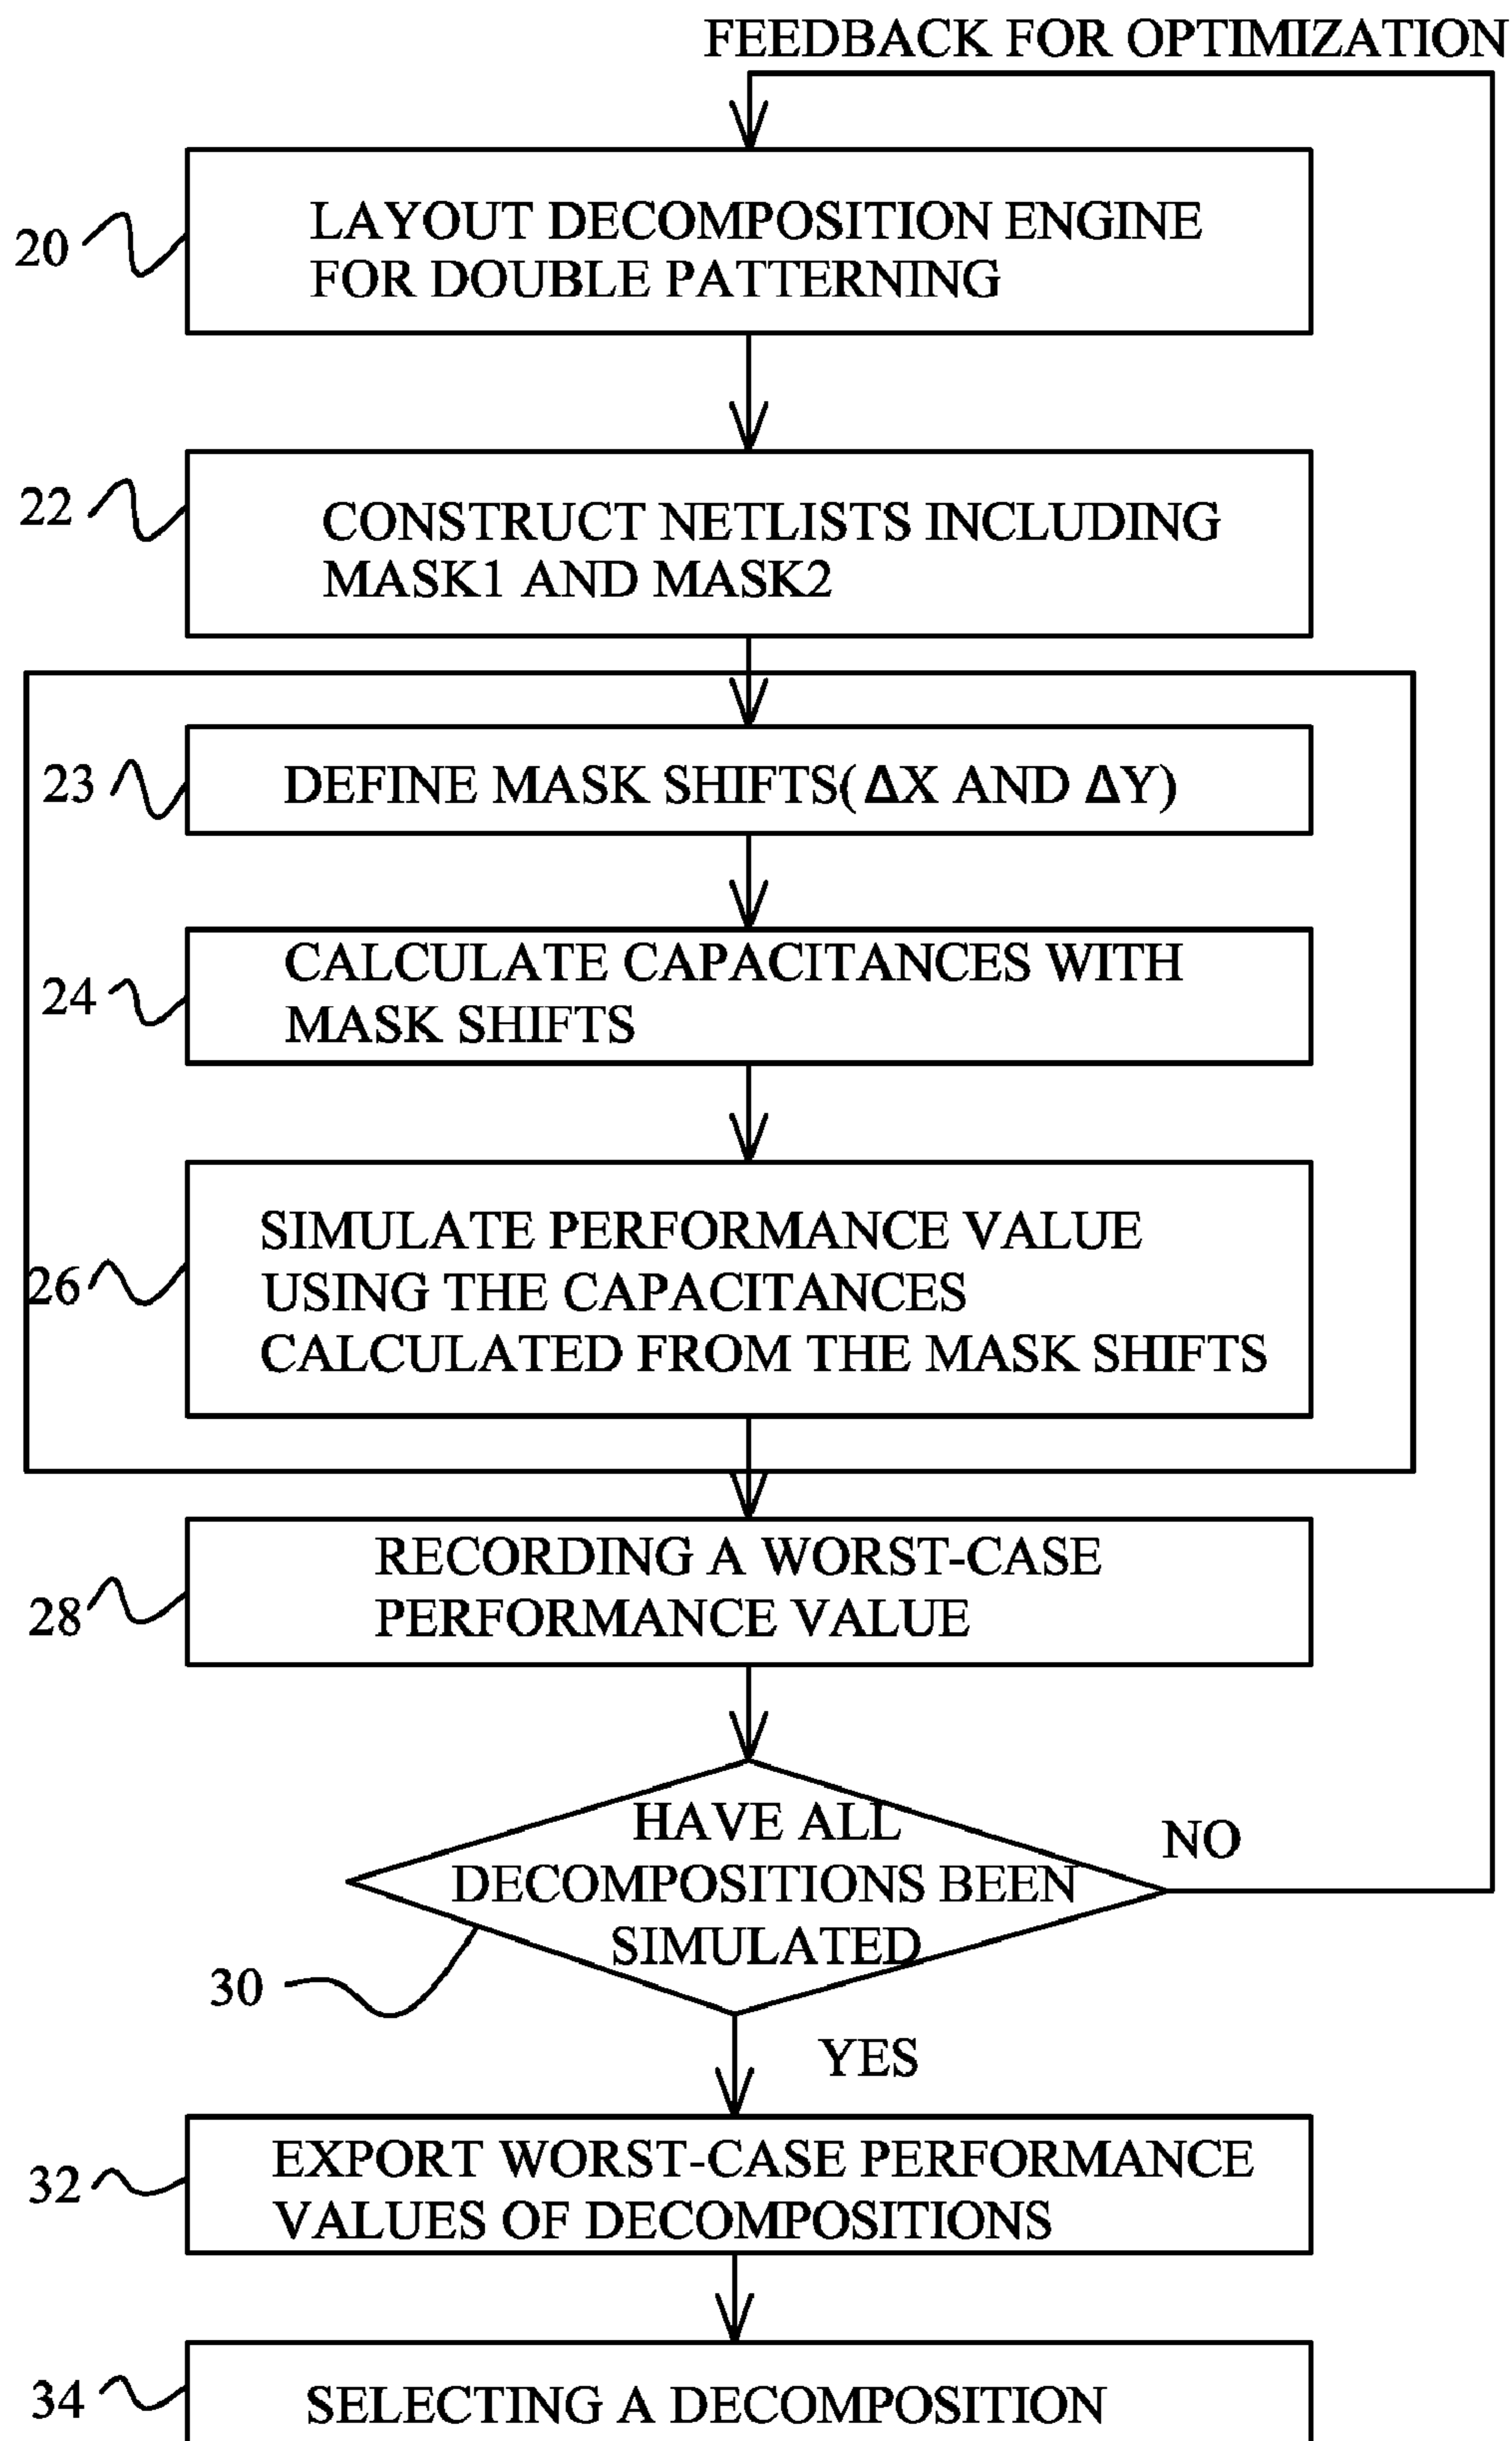 FEEDBACK FOR OPTIMIZATION
20
LAYOUT DECOMPOSITION ENGINE
FOR DOUBLE PATTERNING
22
CONSTRUCT NETLISTS INCLUDING
MASK1 AND MASK2
23
DEFINE MASK SHIFTS(ΔX AND ΔY)
24
CALCULATE CAPACITANCES WITH
MASK SHIFTS
26
SIMULATE PERFORMANCE VALUE
USING THE CAPACITANCES
CALCULATED FROM THE MASK SHIFTS
28
RECORDING A WORST-CASE
PERFORMANCE VALUE
HAVE ALL
DECOMPOSITIONS BEEN
SIMULATED
NO
30
YES
32
EXPORT WORST-CASE PERFORMANCE
VALUES OF DECOMPOSITIONS
34
SELECTING A DECOMPOSITION